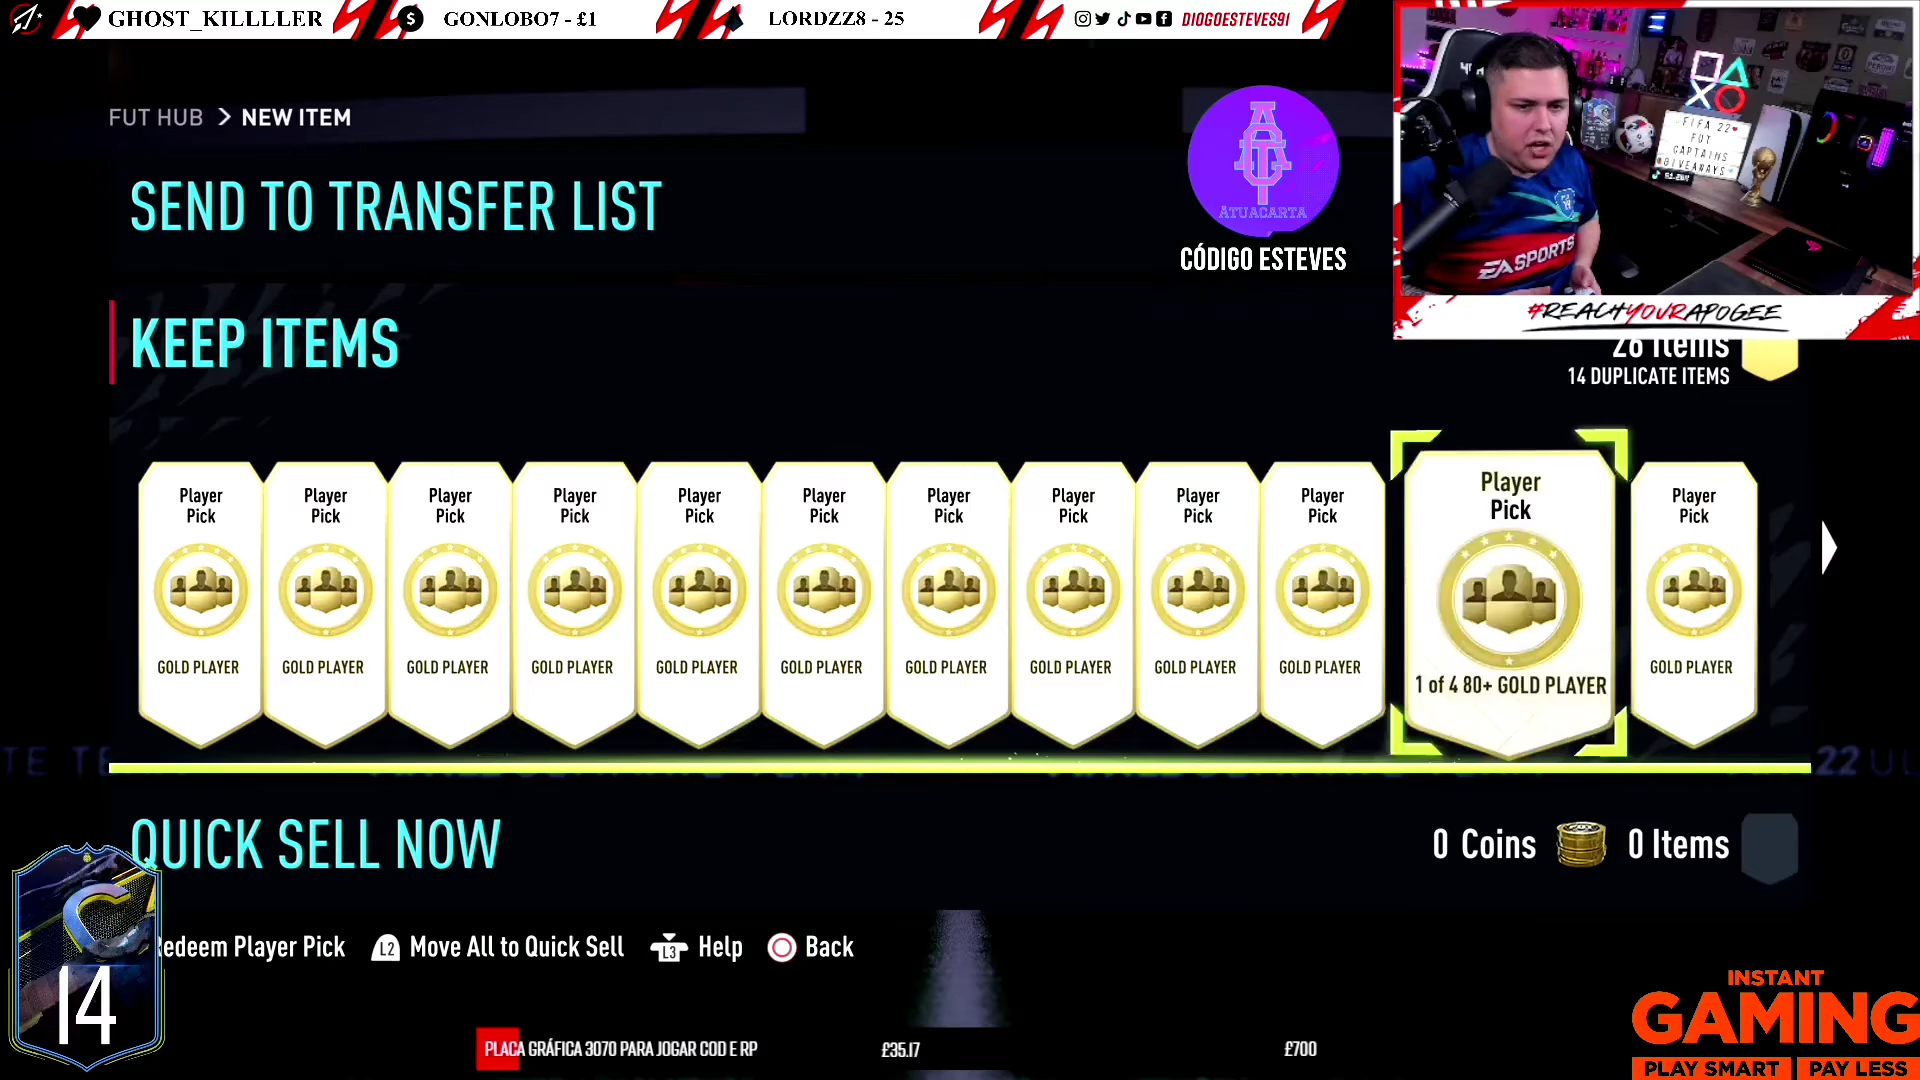 GHOST_KILLLLER
GONLOBO7 - £1
LORDZZ8 - 25
DIOGOESTEVES91
FUT HUB > NEW ITEM
SEND TO TRANSFER LIST
ATUACARTA
CÓDIGO ESTEVES
FIFA 22
FUT
CAPTAINS
GIVEAWAYS
EA SPORTS
#REACHYOURAPOGEE
KEEP ITEMS
26 Items
14 DUPLICATE ITEMS
Player Pick
GOLD PLAYER
Player Pick
GOLD PLAYER
Player Pick
GOLD PLAYER
Player Pick
GOLD PLAYER
Player Pick
GOLD PLAYER
Player Pick
GOLD PLAYER
Player Pick
GOLD PLAYER
Player Pick
GOLD PLAYER
Player Pick
GOLD PLAYER
Player Pick
GOLD PLAYER
Player Pick
1 of 4 80+ GOLD PLAYER
Player Pick
GOLD PLAYER
22
QUICK SELL NOW
0 Coins
0 Items
Redeem Player Pick
L2 Move All to Quick Sell
L3 Help
Back
14
PLACA GRÁFICA 3070 PARA JOGAR COD E RP
£35.17
£700
INSTANT
GAMING
PLAY SMART | PAY LESS